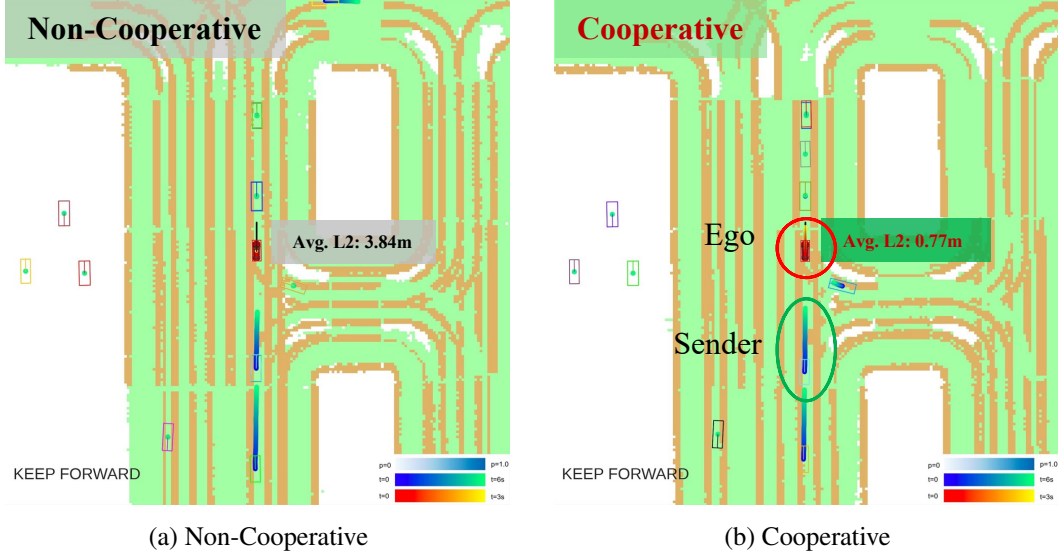 Non-Cooperative
Avg. L2: 3.84m
KEEP FORWARD
p=0 p=1.0
t=0 t=6s
t=0 t=3s
(a) Non-Cooperative
Cooperative
Ego
Avg. L2: 0.77m
Sender
KEEP FORWARD
p=0 p=1.0
t=0 t=6s
t=0 t=3s
(b) Cooperative